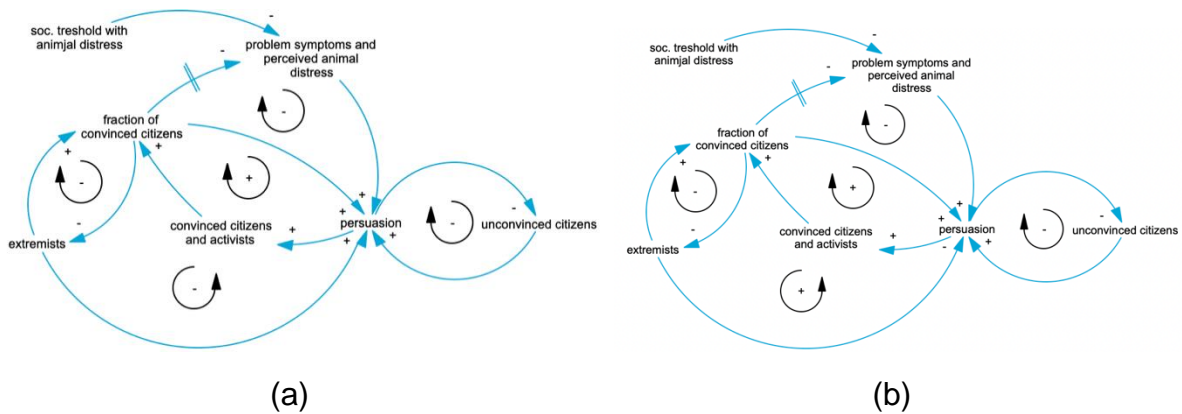 soc. treshold with
animjal distress
-
problem symptoms and
perceived animal
distress
-
-
fraction of
convinced citizens
+
+
-
+
-
extremists
convinced citizens
and activists
+
+
+
persuasion
+
+
-
-
unconvinced citizens
-
(a)
soc. treshold with
animjal distress
-
problem symptoms and
perceived animal
distress
-
-
fraction of
convinced citizens
+
+
-
+
-
extremists
convinced citizens
and activists
+
+
+
persuasion
-
+
-
-
unconvinced citizens
+
(b)